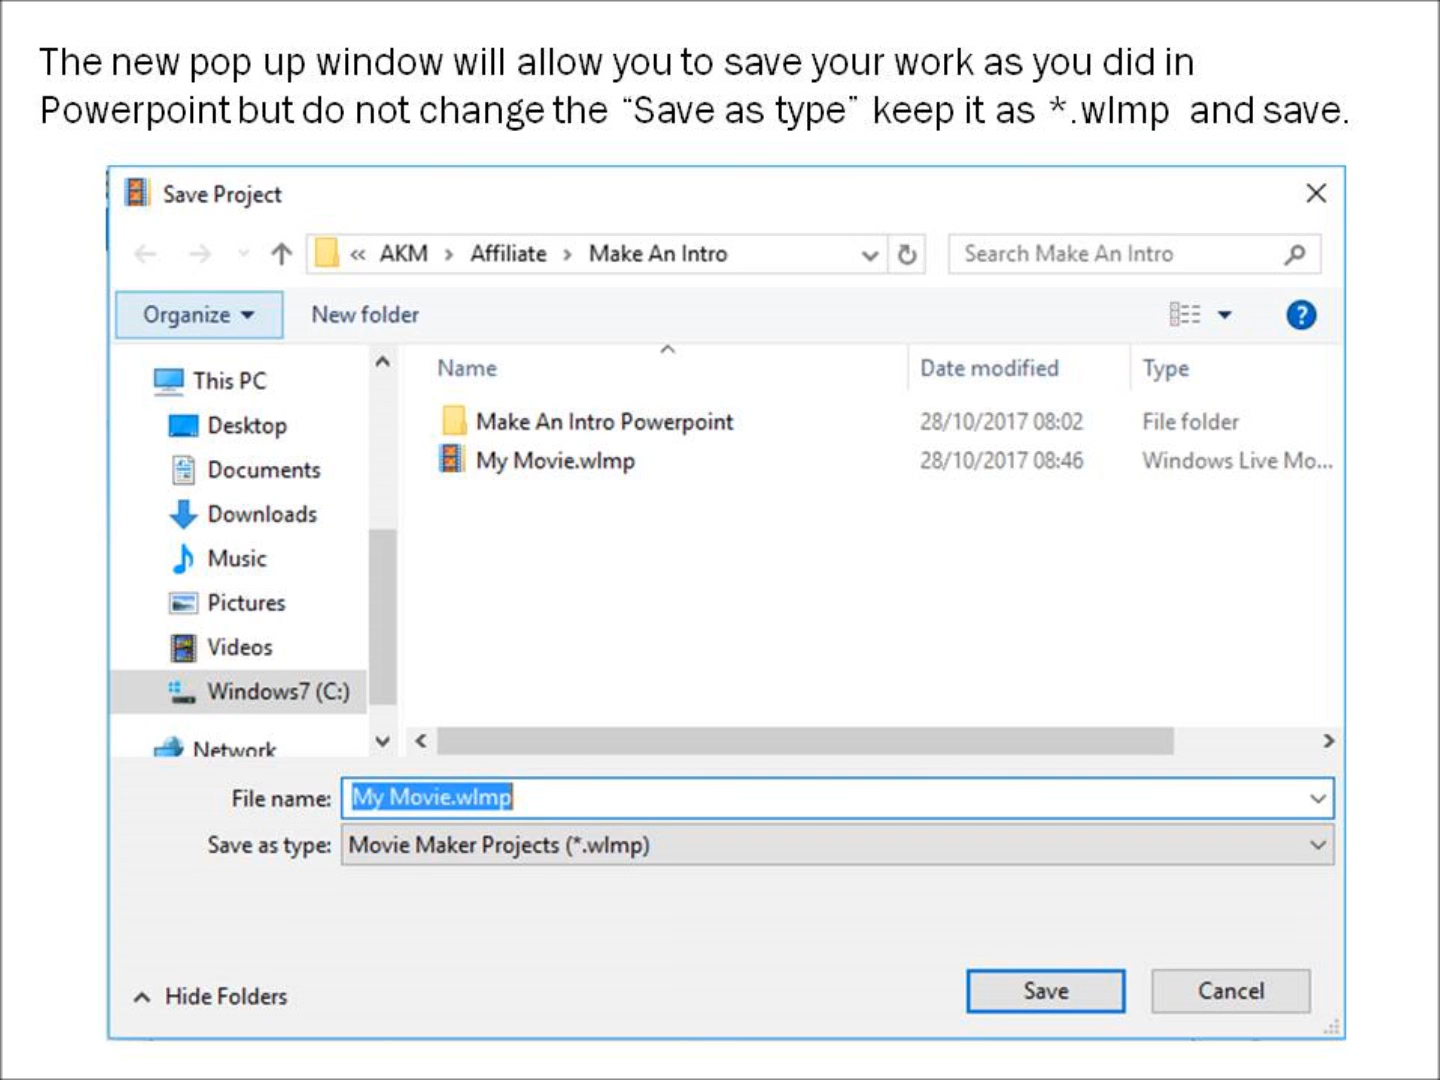 The new pop up window will allow you to save your work as you did in
Powerpoint but do not change the “Save as type” keep it as *.wlmp and save.
Save Project
« AKM > Affiliate > Make An Intro
Search Make An Intro
Organize
New folder
?
Name
Date modified
Type
This PC
Desktop
Documents
Downloads
Music
Pictures
Videos
Windows7 (C:)
Network
Make An Intro Powerpoint 28/10/2017 08:02 File folder
My Movie.wlmp 28/10/2017 08:46 Windows Live Mo...
File name: My Movie.wlmp
Save as type: Movie Maker Projects (*.wlmp)
Hide Folders
Save
Cancel